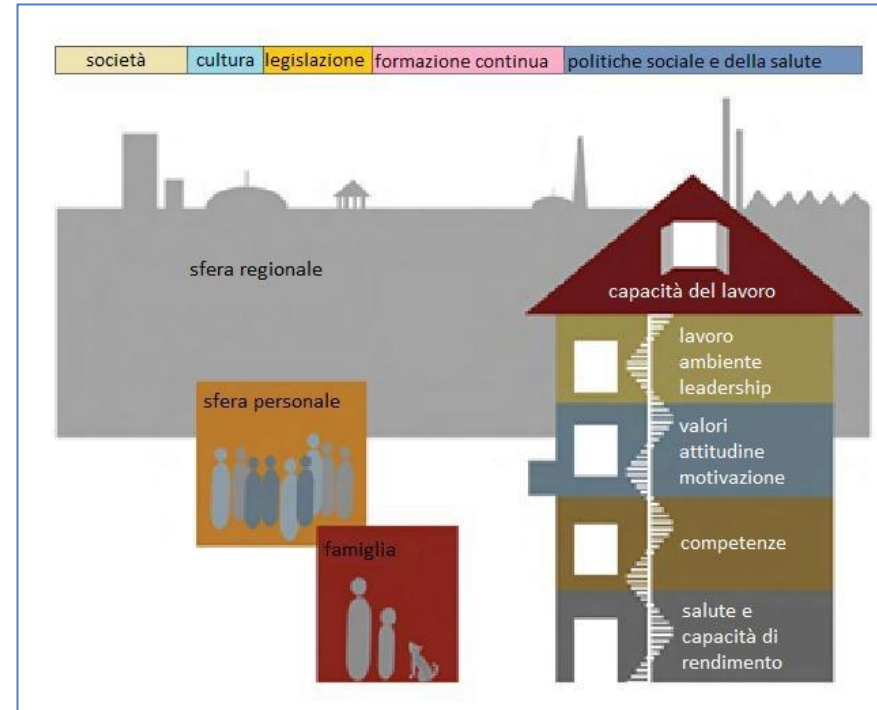 società
cultura
legislazione
formazione continua
politiche sociale e della salute
sfera regionale
capacità del lavoro
lavoro
ambiente
leadership
sfera personale
valori
attitudine
motivazione
famiglia
competenze
salute e
capacità di
rendimento